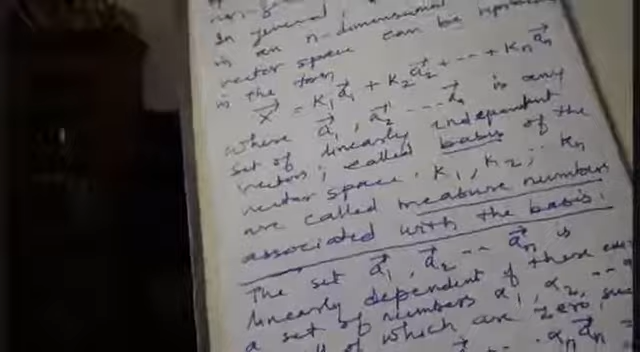 In general,
is an n-dimensional
vector space can be
in the form
x⃗ = K₁a⃗₁ + K₂a⃗₂ + --- + Kₙa⃗ₙ
where a⃗₁, a⃗₂ --- a⃗ₙ is any
set of linearly independent
vectors, called basis of the
vector space. K₁, K₂, .. Kₙ
are called measure numbers
associated with the basis.
The set a⃗₁, a⃗₂ -- a⃗ₙ is
linearly dependent if there
a set of numbers α₁, α₂, --
of which are zero, such
αₙa⃗ₙ =